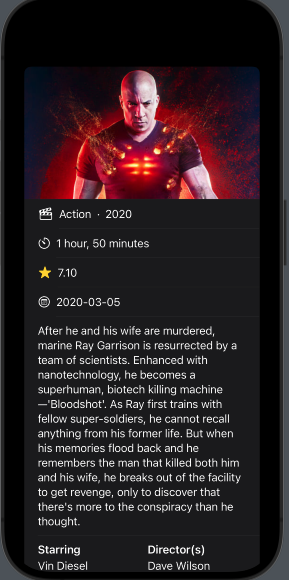 Action · 2020
1 hour, 50 minutes
7.10
2020-03-05
After he and his wife are murdered,
marine Ray Garrison is resurrected by a
team of scientists. Enhanced with
nanotechnology, he becomes a
superhuman, biotech killing machine
—'Bloodshot'. As Ray first trains with
fellow super-soldiers, he cannot recall
anything from his former life. But when
his memories flood back and he
remembers the man that killed both him
and his wife, he breaks out of the facility
to get revenge, only to discover that
there's more to the conspiracy than he
thought.
Starring Director(s)
Vin Diesel Dave Wilson